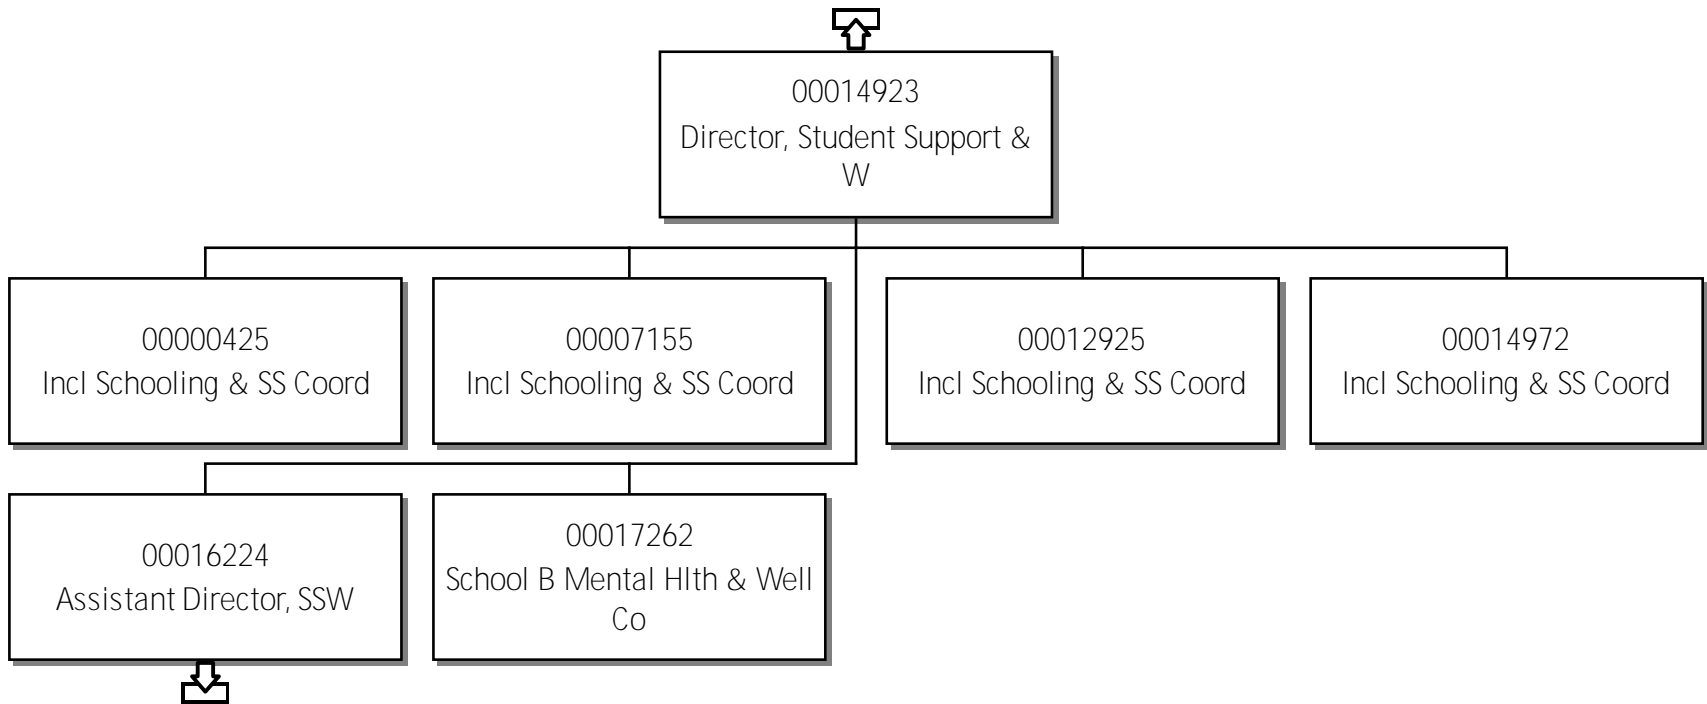 00014923
Director, Student Support &
W
00000425
Incl Schooling & SS Coord
00007155
Incl Schooling & SS Coord
00012925
Incl Schooling & SS Coord
00014972
Incl Schooling & SS Coord
00016224
Assistant Director, SSW
00017262
School B Mental Hlth & Well
Co